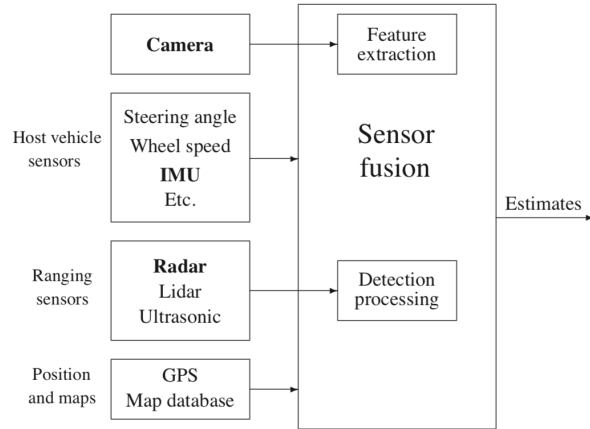 Camera
Feature
extraction
Host vehicle
sensors
Steering angle
Wheel speed
IMU
Etc.
Sensor
fusion
Estimates
Ranging
sensors
Radar
Lidar
Ultrasonic
Detection
processing
Position
and maps
GPS
Map database